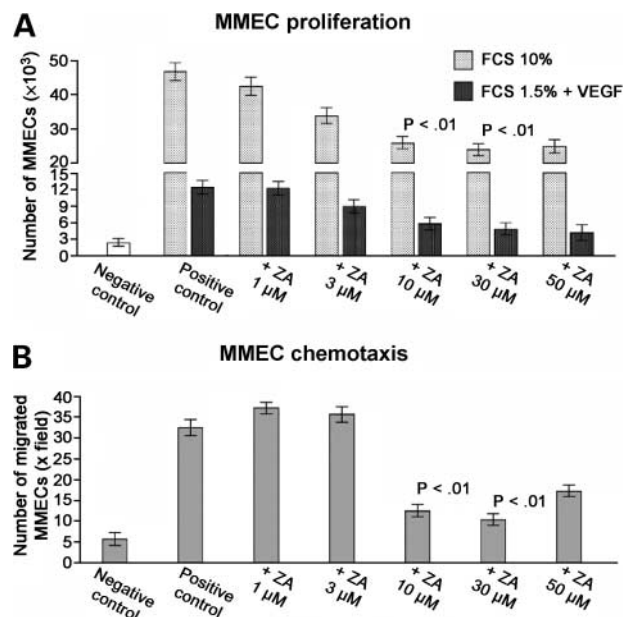 A
MMEC proliferation
Number of MMECs (×10³)
50
40
30
20
15
12
9
6
3
0
FCS 10%
FCS 1.5% + VEGF
P < .01
P < .01
Negative
control
Positive
control
+ ZA
1 µM
+ ZA
3 µM
+ ZA
10 µM
+ ZA
30 µM
+ ZA
50 µM
B
MMEC chemotaxis
Number of migrated
MMECs (x field)
40
35
25
20
15
10
5
0
P < .01
P < .01
Negative
control
Positive
control
+ ZA
1 µM
+ ZA
3 µM
+ ZA
10 µM
+ ZA
30 µM
+ ZA
50 µM